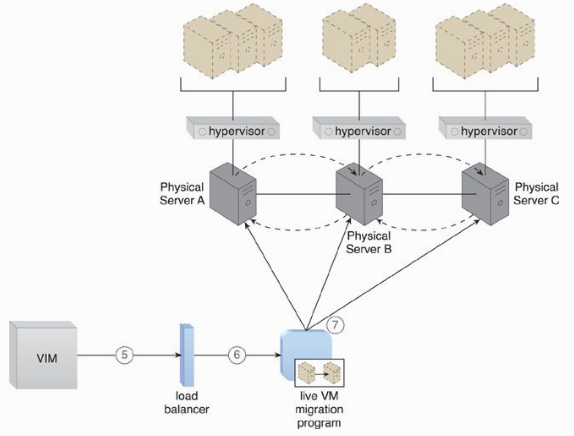 hypervisor
hypervisor
hypervisor
Physical
Server A
Physical
Server B
Physical
Server C
VIM
5
6
7
load
balancer
live VM
migration
program